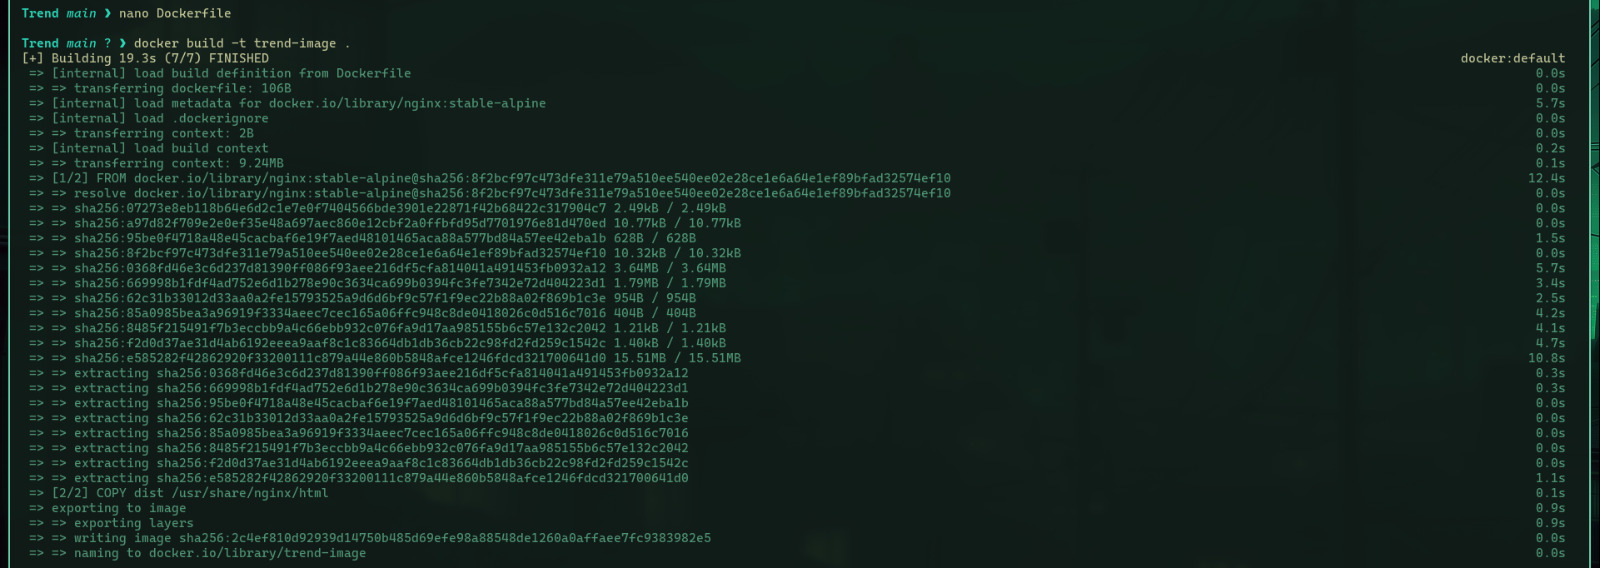 Trend main ❯ nano Dockerfile
Trend main ? ❯ docker build -t trend-image .
[+] Building 19.3s (7/7) FINISHED docker:default
=> [internal] load build definition from Dockerfile 0.0s
=> => transferring dockerfile: 106B 0.0s
=> [internal] load metadata for docker.io/library/nginx:stable-alpine 5.7s
=> [internal] load .dockerignore 0.0s
=> => transferring context: 2B 0.0s
=> [internal] load build context 0.2s
=> => transferring context: 9.24MB 0.1s
=> [1/2] FROM docker.io/library/nginx:stable-alpine@sha256:8f2bcf97c473dfe311e79a510ee540ee02e28ce1e6a64e1ef89bfad32574ef10 12.4s
=> => resolve docker.io/library/nginx:stable-alpine@sha256:8f2bcf97c473dfe311e79a510ee540ee02e28ce1e6a64e1ef89bfad32574ef10 0.0s
=> => sha256:07273e8eb118b64e6d2c1e7e0f7404566bde3901e22871f42b68422c317904c7 2.49kB / 2.49kB 0.0s
=> => sha256:a97d82f709e2e0ef35e48a697aec860e12cbf2a0ffbfd95d7701976e81d470ed 10.77kB / 10.77kB 0.0s
=> => sha256:95be0f4718a48e45cacbaf6e19f7aed48101465aca88a577bd84a57ee42eba1b 628B / 628B 1.5s
=> => sha256:8f2bcf97c473dfe311e79a510ee540ee02e28ce1e6a64e1ef89bfad32574ef10 10.32kB / 10.32kB 0.0s
=> => sha256:0368fd46e3c6d237d81390ff086f93aee216df5cfa814041a491453fb0932a12 3.64MB / 3.64MB 5.7s
=> => sha256:669998b1fdf4ad752e6d1b278e90c3634ca699b0394fc3fe7342e72d404223d1 1.79MB / 1.79MB 3.4s
=> => sha256:62c31b33012d33aa0a2fe15793525a9d6d6bf9c57f1f9ec22b88a02f869b1c3e 954B / 954B 2.5s
=> => sha256:85a0985bea3a96919f3334aeec7cec165a06ffc948c8de0418026c0d516c7016 404B / 404B 4.2s
=> => sha256:8485f215491f7b3eccbb9a4c66ebb932c076fa9d17aa985155b6c57e132c2042 1.21kB / 1.21kB 4.1s
=> => sha256:f2d0d37ae31d4ab6192eeea9aaf8c1c83664db1db36cb22c98fd2fd259c1542c 1.40kB / 1.40kB 4.7s
=> => sha256:e585282f42862920f33200111c879a44e860b5848afce1246fdcd321700641d0 15.51MB / 15.51MB 10.8s
=> => extracting sha256:0368fd46e3c6d237d81390ff086f93aee216df5cfa814041a491453fb0932a12 0.3s
=> => extracting sha256:669998b1fdf4ad752e6d1b278e90c3634ca699b0394fc3fe7342e72d404223d1 0.3s
=> => extracting sha256:95be0f4718a48e45cacbaf6e19f7aed48101465aca88a577bd84a57ee42eba1b 0.0s
=> => extracting sha256:62c31b33012d33aa0a2fe15793525a9d6d6bf9c57f1f9ec22b88a02f869b1c3e 0.0s
=> => extracting sha256:85a0985bea3a96919f3334aeec7cec165a06ffc948c8de0418026c0d516c7016 0.0s
=> => extracting sha256:8485f215491f7b3eccbb9a4c66ebb932c076fa9d17aa985155b6c57e132c2042 0.0s
=> => extracting sha256:f2d0d37ae31d4ab6192eeea9aaf8c1c83664db1db36cb22c98fd2fd259c1542c 0.0s
=> => extracting sha256:e585282f42862920f33200111c879a44e860b5848afce1246fdcd321700641d0 1.1s
=> [2/2] COPY dist /usr/share/nginx/html 0.1s
=> exporting to image 0.9s
=> => exporting layers 0.9s
=> => writing image sha256:2c4ef810d92939d14750b485d69efe98a88548de1260a0affaee7fc9383982e5 0.0s
=> => naming to docker.io/library/trend-image 0.0s